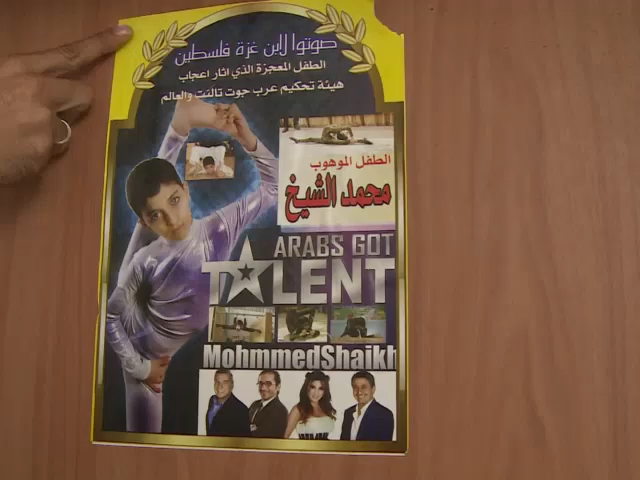 صوتوا لابن غزة فلسطين
الطفل المعجزة الذي اثار اعجاب
هيئة تحكيم عرب جوت تالنت والعالم
الطفل الموهوب
محمد الشيخ
ARABS GOT
TALENT
MohmmedShaikh